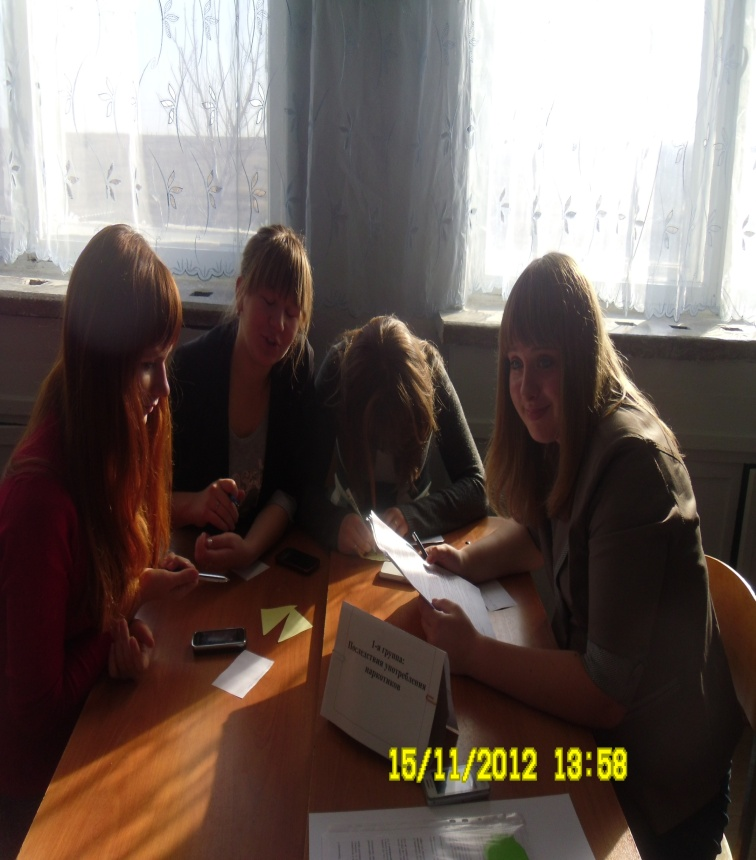 1-я группа:
Последствия употребления
наркотиков
15/11/2012 13:58